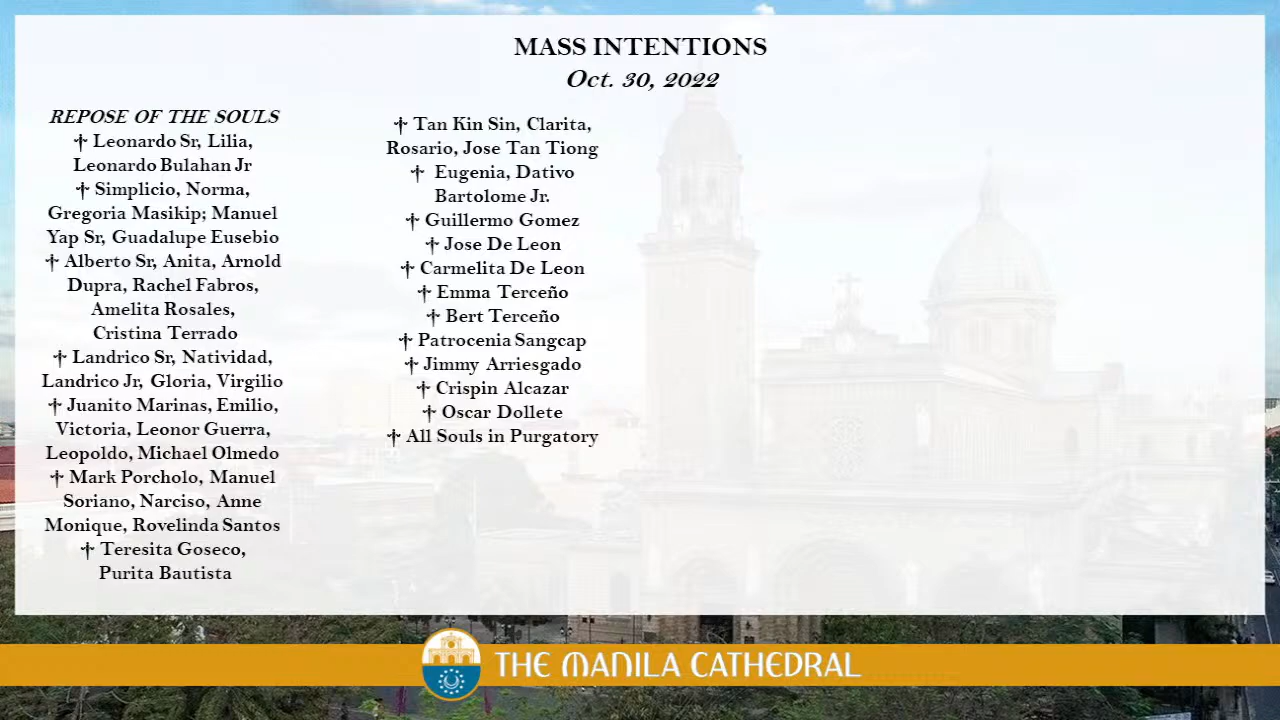 MASS INTENTIONS
Oct. 30, 2022
REPOSE OF THE SOULS
† Leonardo Sr, Lilia,
Leonardo Bulahan Jr
† Simplicio, Norma,
Gregoria Masikip; Manuel
Yap Sr, Guadalupe Eusebio
† Alberto Sr, Anita, Arnold
Dupra, Rachel Fabros,
Amelita Rosales,
Cristina Terrado
† Landrico Sr, Natividad,
Landrico Jr, Gloria, Virgilio
† Juanito Marinas, Emilio,
Victoria, Leonor Guerra,
Leopoldo, Michael Olmedo
† Mark Porcholo, Manuel
Soriano, Narciso, Anne
Monique, Rovelinda Santos
† Teresita Goseco,
Purita Bautista
† Tan Kin Sin, Clarita,
Rosario, Jose Tan Tiong
† Eugenia, Dativo
Bartolome Jr.
† Guillermo Gomez
† Jose De Leon
† Carmelita De Leon
† Emma Terceño
† Bert Terceño
† Patrocenia Sangcap
† Jimmy Arriesgado
† Crispin Alcazar
† Oscar Dollete
† All Souls in Purgatory
THE MANILA CATHEDRAL